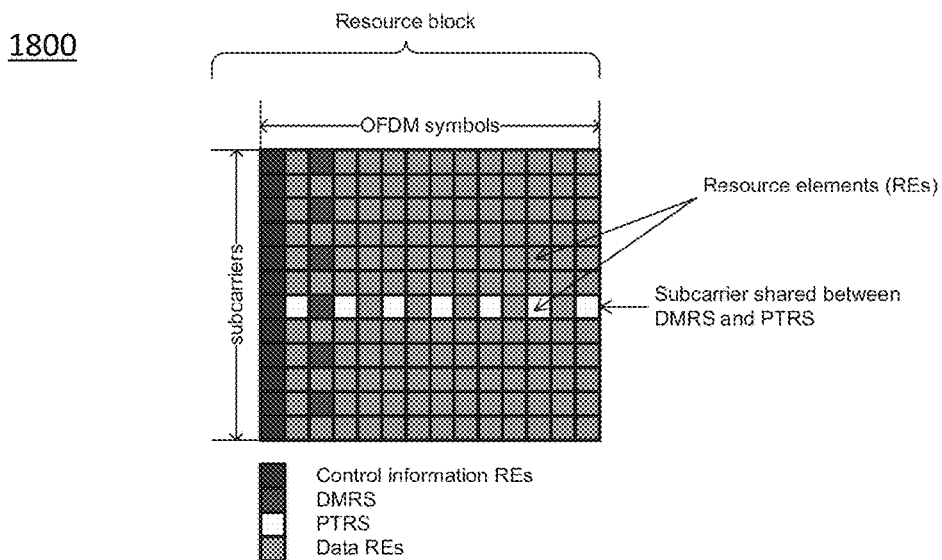 1800
Resource block
OFDM symbols
subcarriers
Resource elements (REs)
Subcarrier shared between
DMRS and PTRS
Control information REs
DMRS
PTRS
Data REs